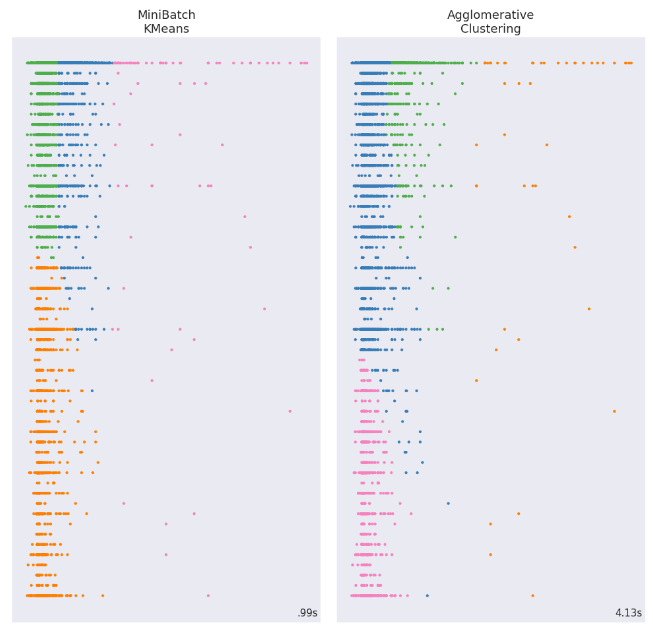 MiniBatch
KMeans
Agglomerative
Clustering
.99s
4.13s